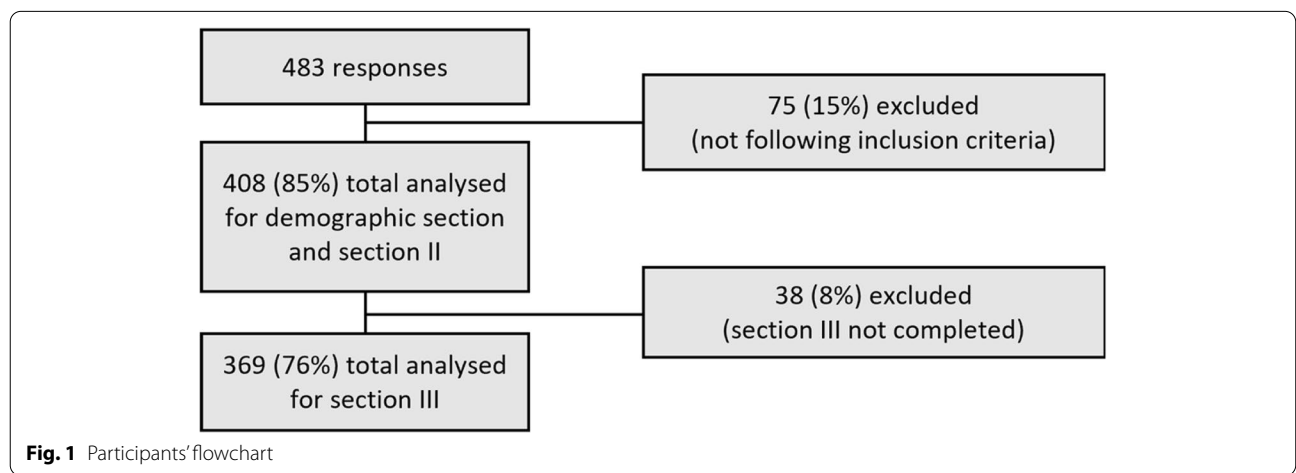 483 responses
75 (15%) excluded
(not following inclusion criteria)
408 (85%) total analysed
for demographic section
and section II
38 (8%) excluded
(section III not completed)
369 (76%) total analysed
for section III
Fig. 1 Participants’ flowchart